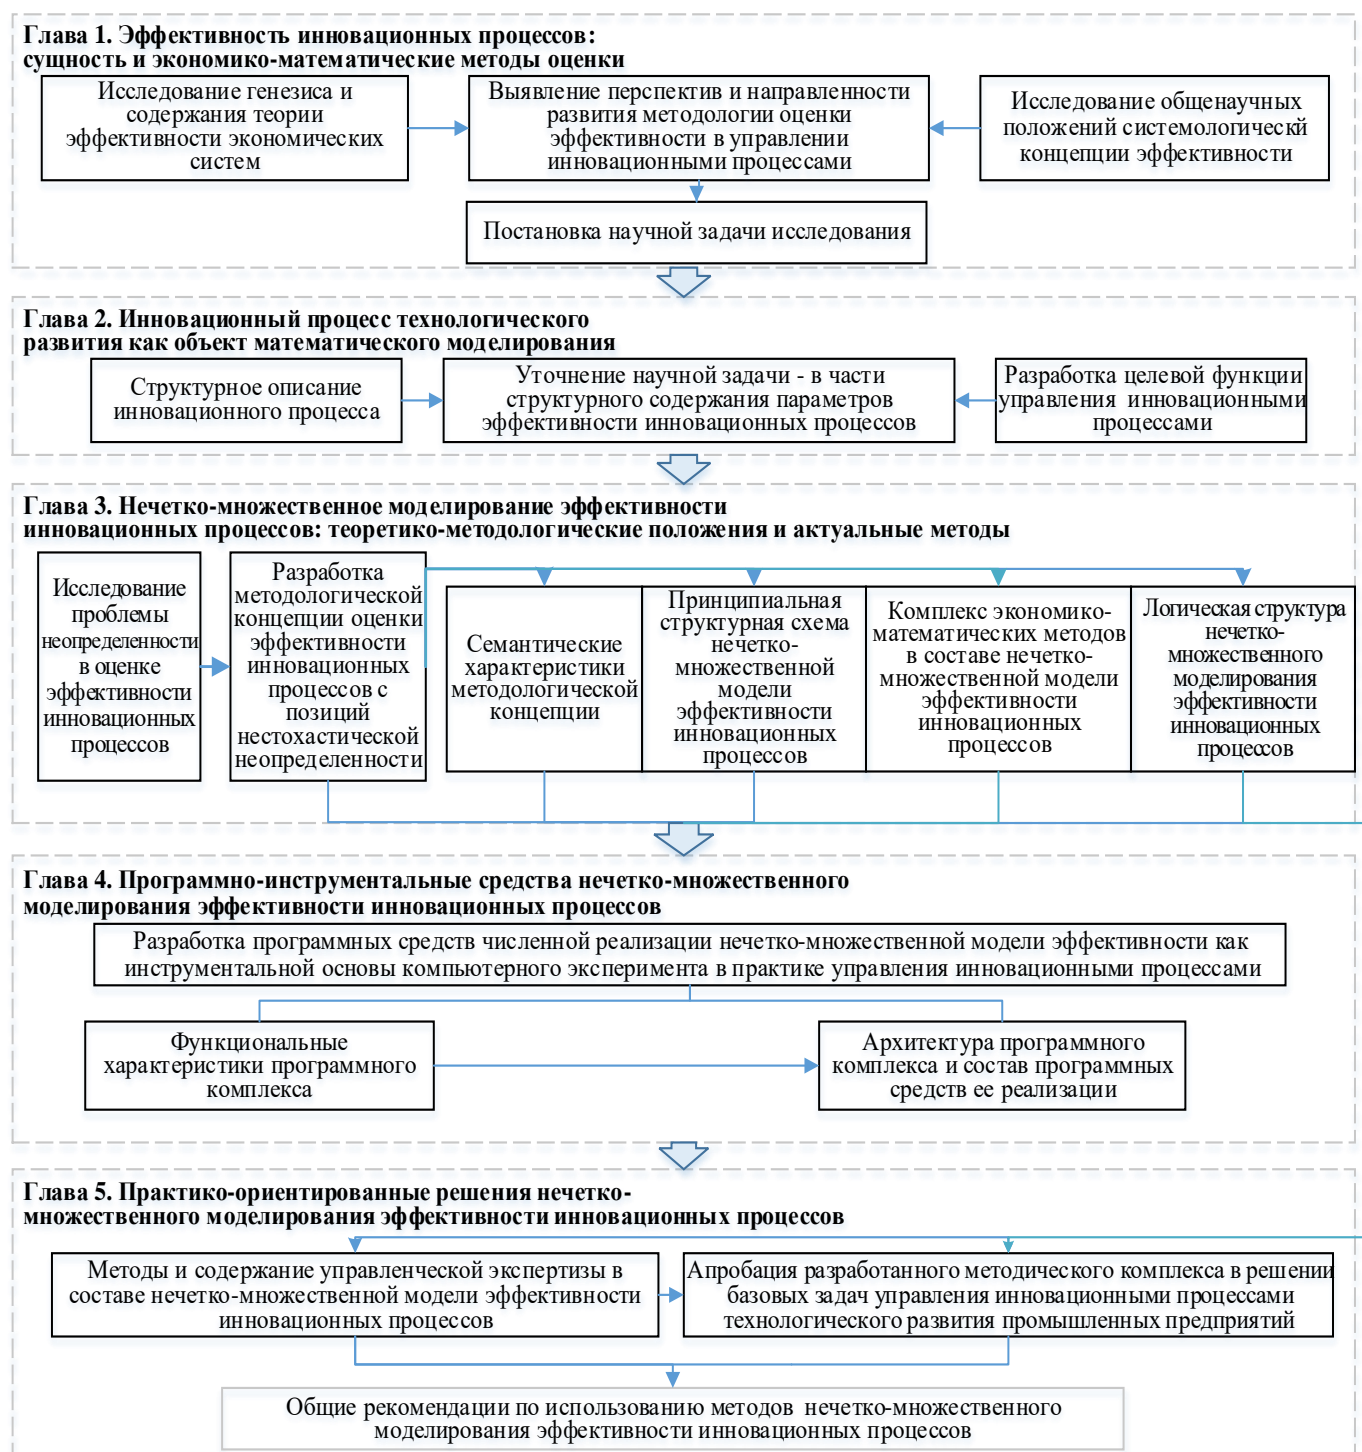 Глава 1. Эффективность инновационных процессов:
сущность и экономико-математические методы оценки
Исследование генезиса и
содержания теории
эффективности экономических
систем
Выявление перспектив и направленности
развития методологии оценки
эффективности в управлении
инновационными процессами
Исследование общенаучных
положений системологическй
концепции эффективности
Постановка научной задачи исследования
Глава 2. Инновационный процесс технологического
развития как объект математического моделирования
Структурное описание
инновационного процесса
Уточнение научной задачи - в части
структурного содержания параметров
эффективности инновационных процессов
Разработка целевой функции
управления инновационными
процессами
Глава 3. Нечетко-множественное моделирование эффективности
инновационных процессов: теоретико-методологические положения и актуальные методы
Исследование
проблемы
неопределенности
в оценке
эффективности
инновационных
процессов
Разработка
методологической
концепции оценки
эффективности
инновационных
процессов с
позиций
нестохастической
неопределенности
Семантические
характеристики
методологической
концепции
Принципиальная
структурная схема
нечетко-
множественной
модели
эффективности
инновационных
процессов
Комплекс экономико-
математических методов
в составе нечетко-
множественной модели
эффективности
инновационных
процессов
Логическая структура
нечетко-
множественного
моделирования
эффективности
инновационных
процессов
Глава 4. Программно-инструментальные средства нечетко-множественного
моделирования эффективности инновационных процессов
Разработка программных средств численной реализации нечетко-множественной модели эффективности как
инструментальной основы компьютерного эксперимента в практике управления инновационными процессами
Функциональные
характеристики программного
комплекса
Архитектура программного
комплекса и состав программных
средств ее реализации
Глава 5. Практико-ориентированные решения нечетко-
множественного моделирования эффективности инновационных процессов
Методы и содержание управленческой экспертизы в
составе нечетко-множественной модели эффективности
инновационных процессов
Апробация разработанного методического комплекса в решении
базовых задач управления инновационными процессами
технологического развития промышленных предприятий
Общие рекомендации по использованию методов нечетко-множественного
моделирования эффективности инновационных процессов